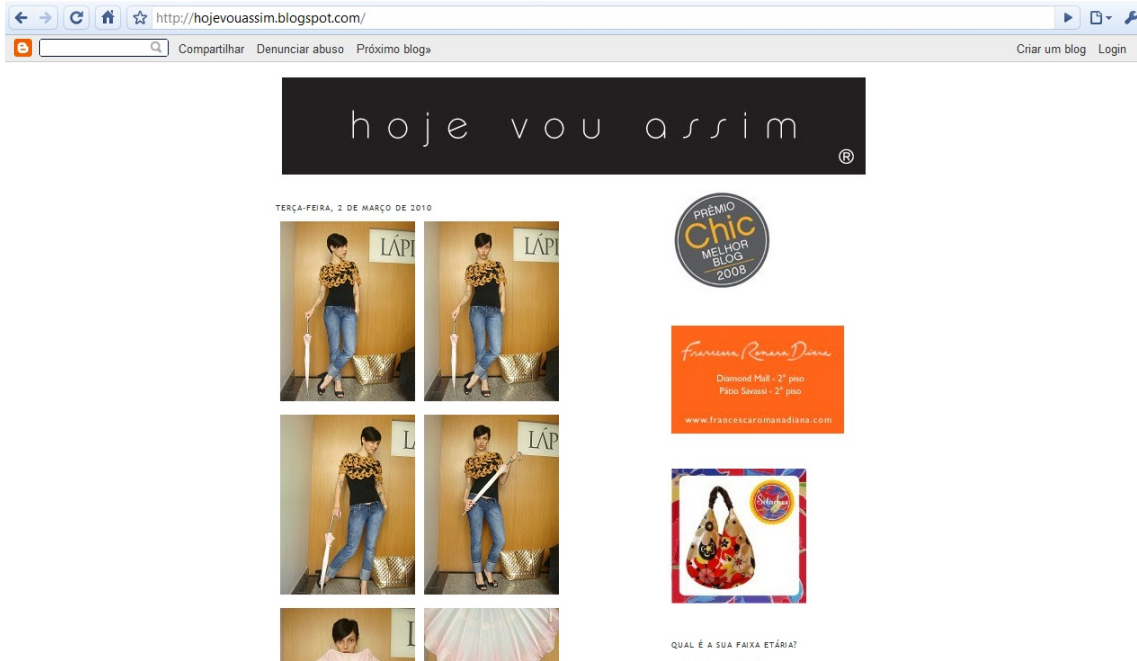 http://hojevouassim.blogspot.com/
Compartilhar Denunciar abuso Próximo blog» Criar um blog Login
hoje vou assim
®
TERÇA-FEIRA, 2 DE MARÇO DE 2010
LÁPI
LÁPI
L
LÁP
L
PRÊMIO
Chic
MELHOR
BLOG
2008
Francesca Romana Diana
Diamond Mall - 2° piso
Pátio Savassi - 2° piso
www.francescaromanadiana.com
QUAL É A SUA FAIXA ETÁRIA?